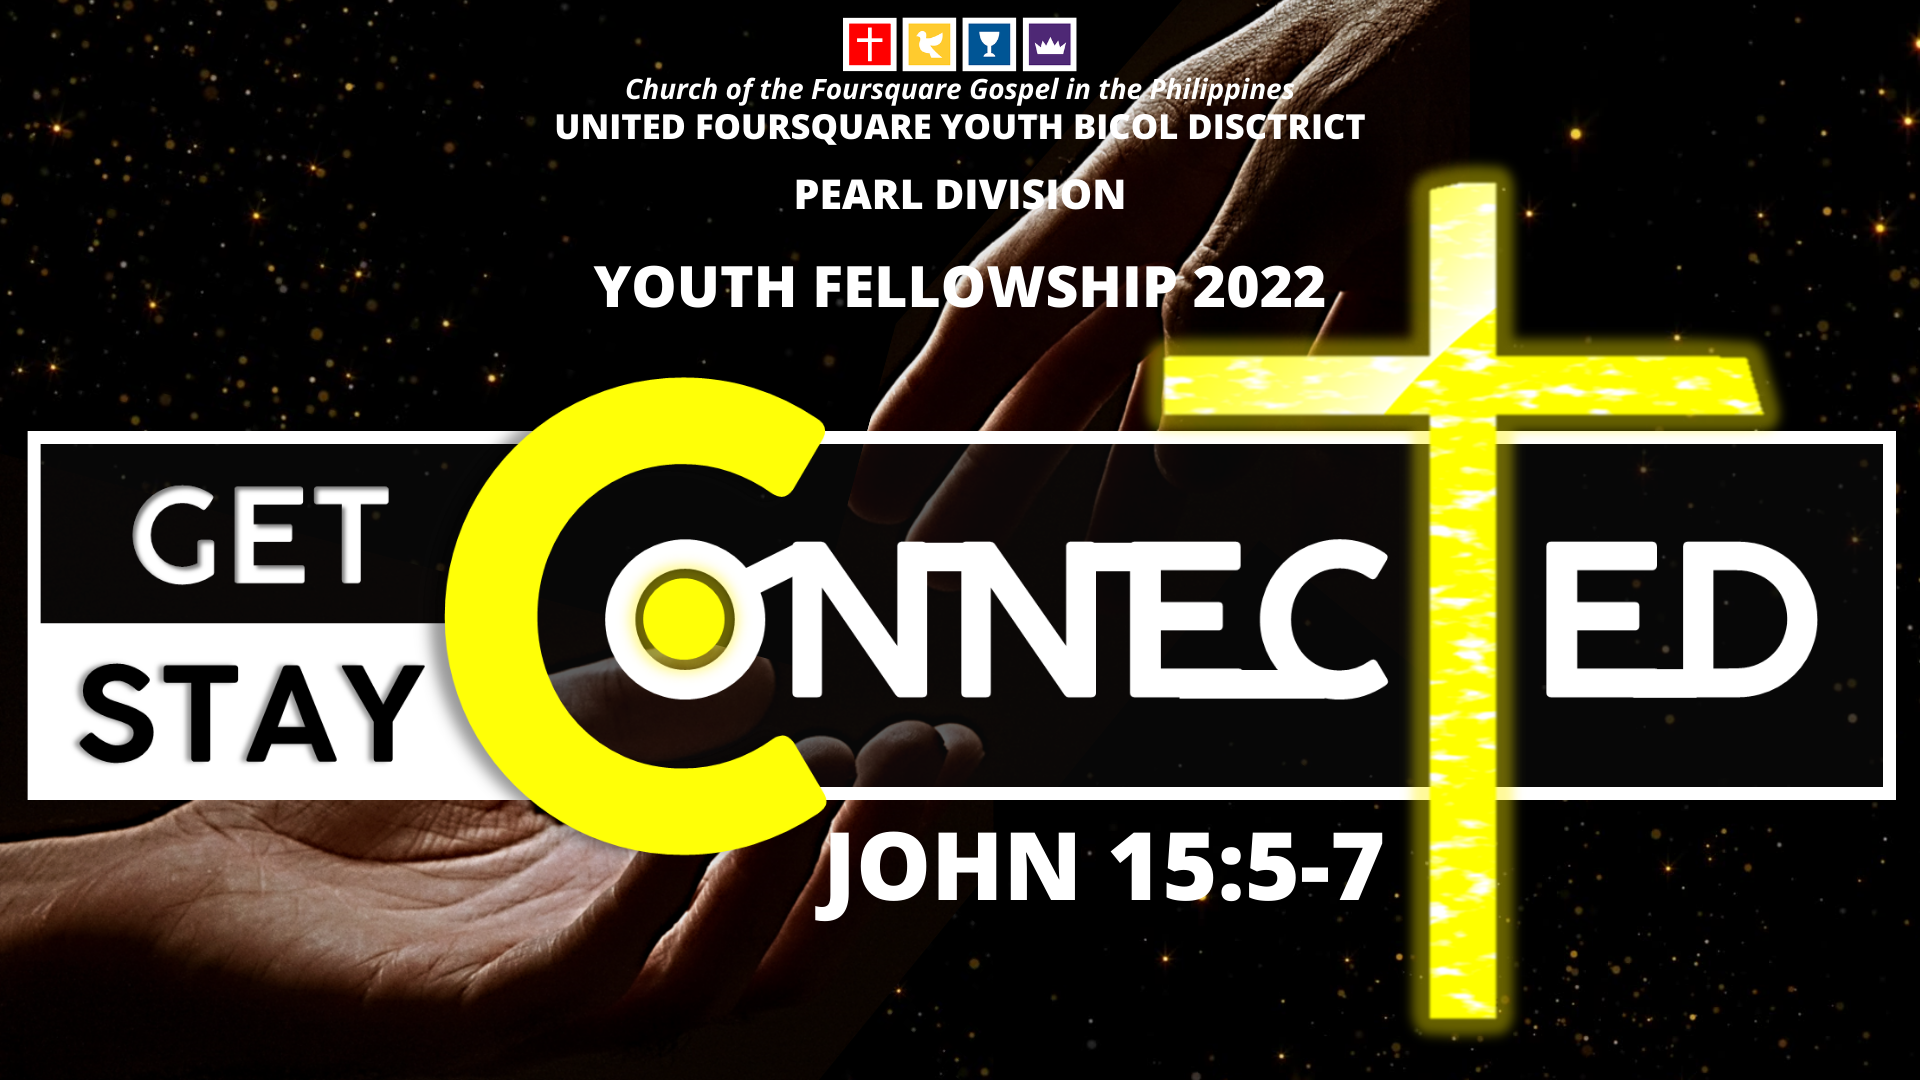 Church of the Foursquare Gospel in the Philippines
UNITED FOURSQUARE YOUTH BICOL DISCTRICT
PEARL DIVISION
YOUTH FELLOWSHIP 2022
GET
STAY
CONNECTED
JOHN 15:5-7